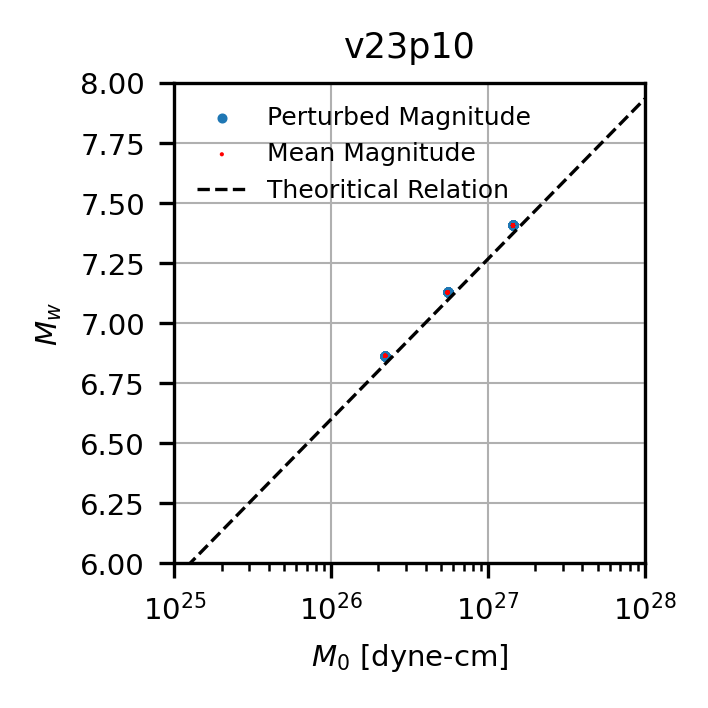 v23p10
8.00
7.75
7.50
7.25
7.00
6.75
6.50
6.25
6.00
M_w
Perturbed Magnitude
Mean Magnitude
Theoritical Relation
10^25 10^26 10^27 10^28
M_0 [dyne-cm]